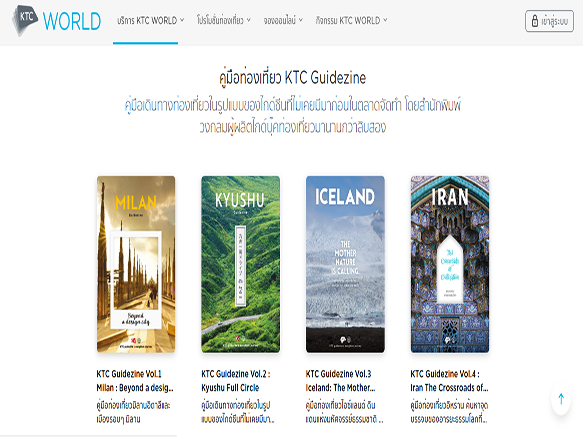 KTC WORLD
บริการ KTC WORLD
โปรโมชั่นท่องเที่ยว
จองออนไลน์
กิจกรรม KTC WORLD
เข้าสู่ระบบ
คู่มือท่องเที่ยว KTC Guidezine
คู่มือเดินทางท่องเที่ยวในรูปแบบของไกด์ซีนที่ไม่เคยมีมาก่อนในตลาดจัดทำ โดยสำนักพิมพ์
วงกลมผู้ผลิตไกด์บุ๊คท่องเที่ยวมานานกว่าสิบสอง
MILAN
Beyond
a design city
KYUSHU
ICELAND
THE
MOTHER
NATURE
IS CALLING
IRAN
The
Crossroads
of
Civilization
KTC Guidezine Vol.1
Milan : Beyond a desig...
คู่มือท่องเที่ยวมิลานอิตาลีและ
เมืองรอบๆ มิลาน
KTC Guidezine Vol.2 :
Kyushu Full Circle
คู่มือเดินทางท่องเที่ยวในรูป
แบบของไกด์ซีนที่ไม่เคยมีมา...
KTC Guidezine Vol.3
Iceland: The Mother...
คู่มือท่องเที่ยวไอซ์แลนด์ ดิน
แดนแห่งมหัศจรรย์ธรรมชาติ ...
KTC Guidezine Vol.4 :
Iran The Crossroads of...
คู่มือท่องเที่ยวอิหร่าน ค้นหาจุด
บรรจบของอารยะธรรมโลกที่...